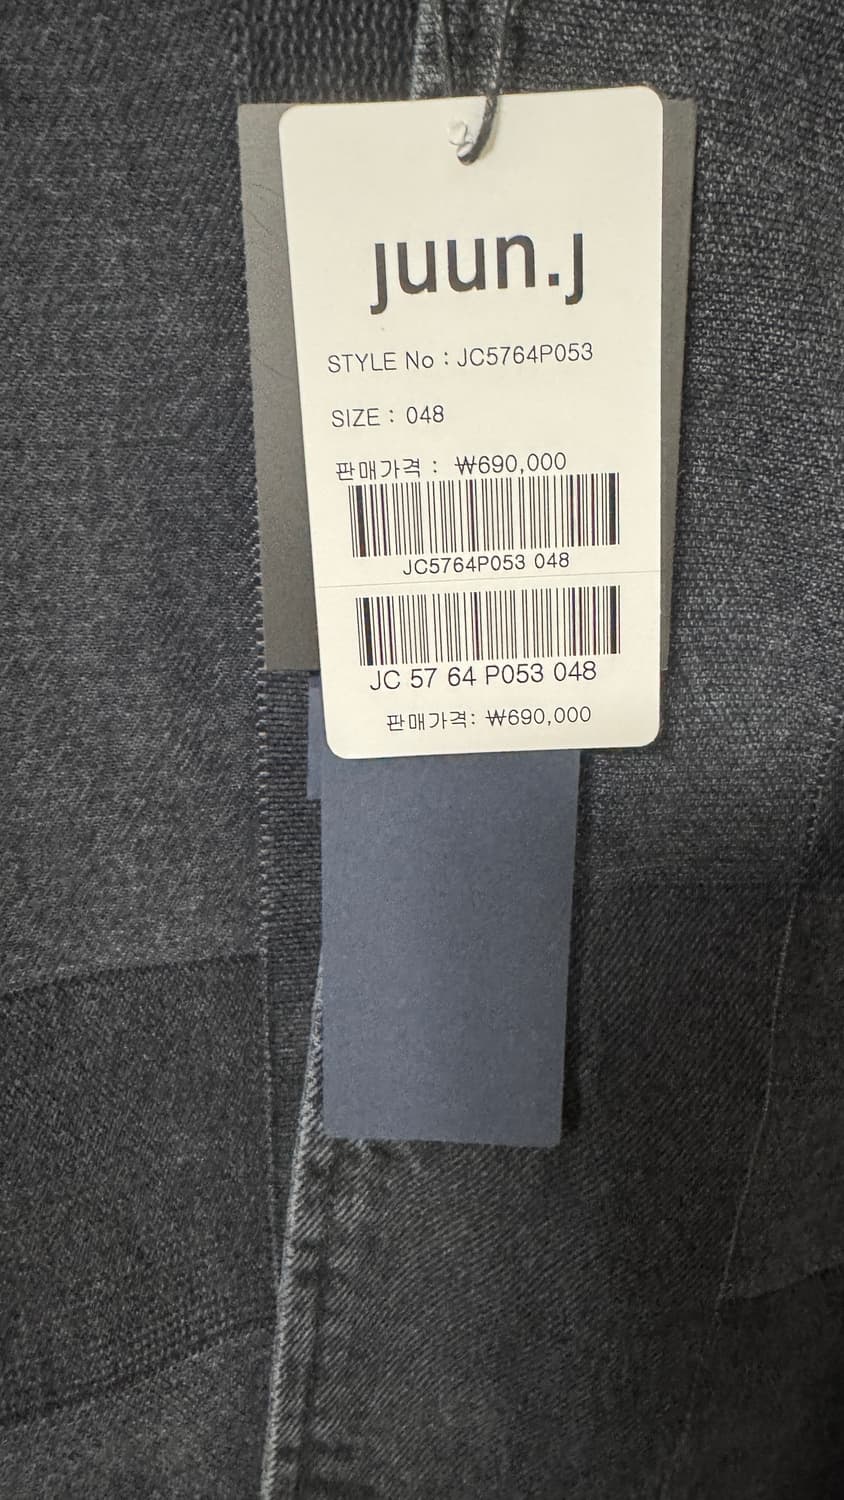 juun.j
STYLE No : JC5764P053
SIZE : 048
판매가격 : ₩690,000
JC5764P053 048
JC 57 64 P053 048
판매가격: ₩690,000